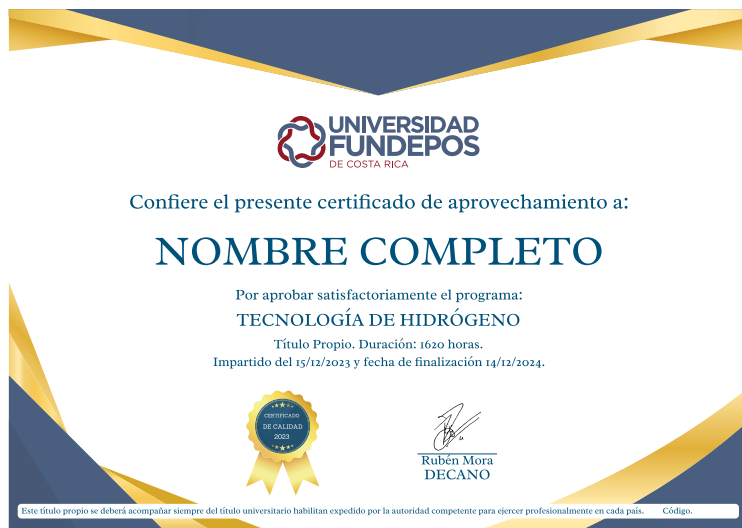 UNIVERSIDAD
FUNDEPOS
DE COSTA RICA
Confiere el presente certificado de aprovechamiento a:
NOMBRE COMPLETO
Por aprobar satisfactoriamente el programa:
TECNOLOGÍA DE HIDRÓGENO
Título Propio. Duración: 1620 horas.
Impartido del 15/12/2023 y fecha de finalización 14/12/2024.
CERTIFICADO
DE CALIDAD
2023
Rubén Mora
DECANO
Este título propio se deberá acompañar siempre del título universitario habilitan expedido por la autoridad competente para ejercer profesionalmente en cada país. Código.